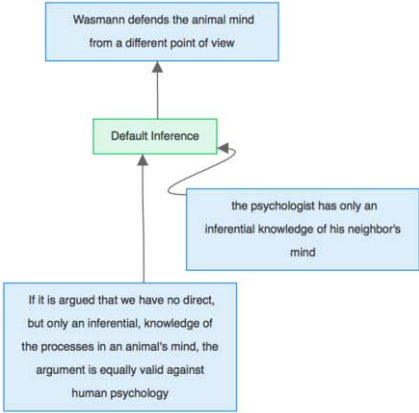 Wasmann defends the animal mind
from a different point of view
Default Inference
the psychologist has only an
inferential knowledge of his neighbor's
mind
If it is argued that we have no direct,
but only an inferential, knowledge of
the processes in an animal's mind, the
argument is equally valid against
human psychology